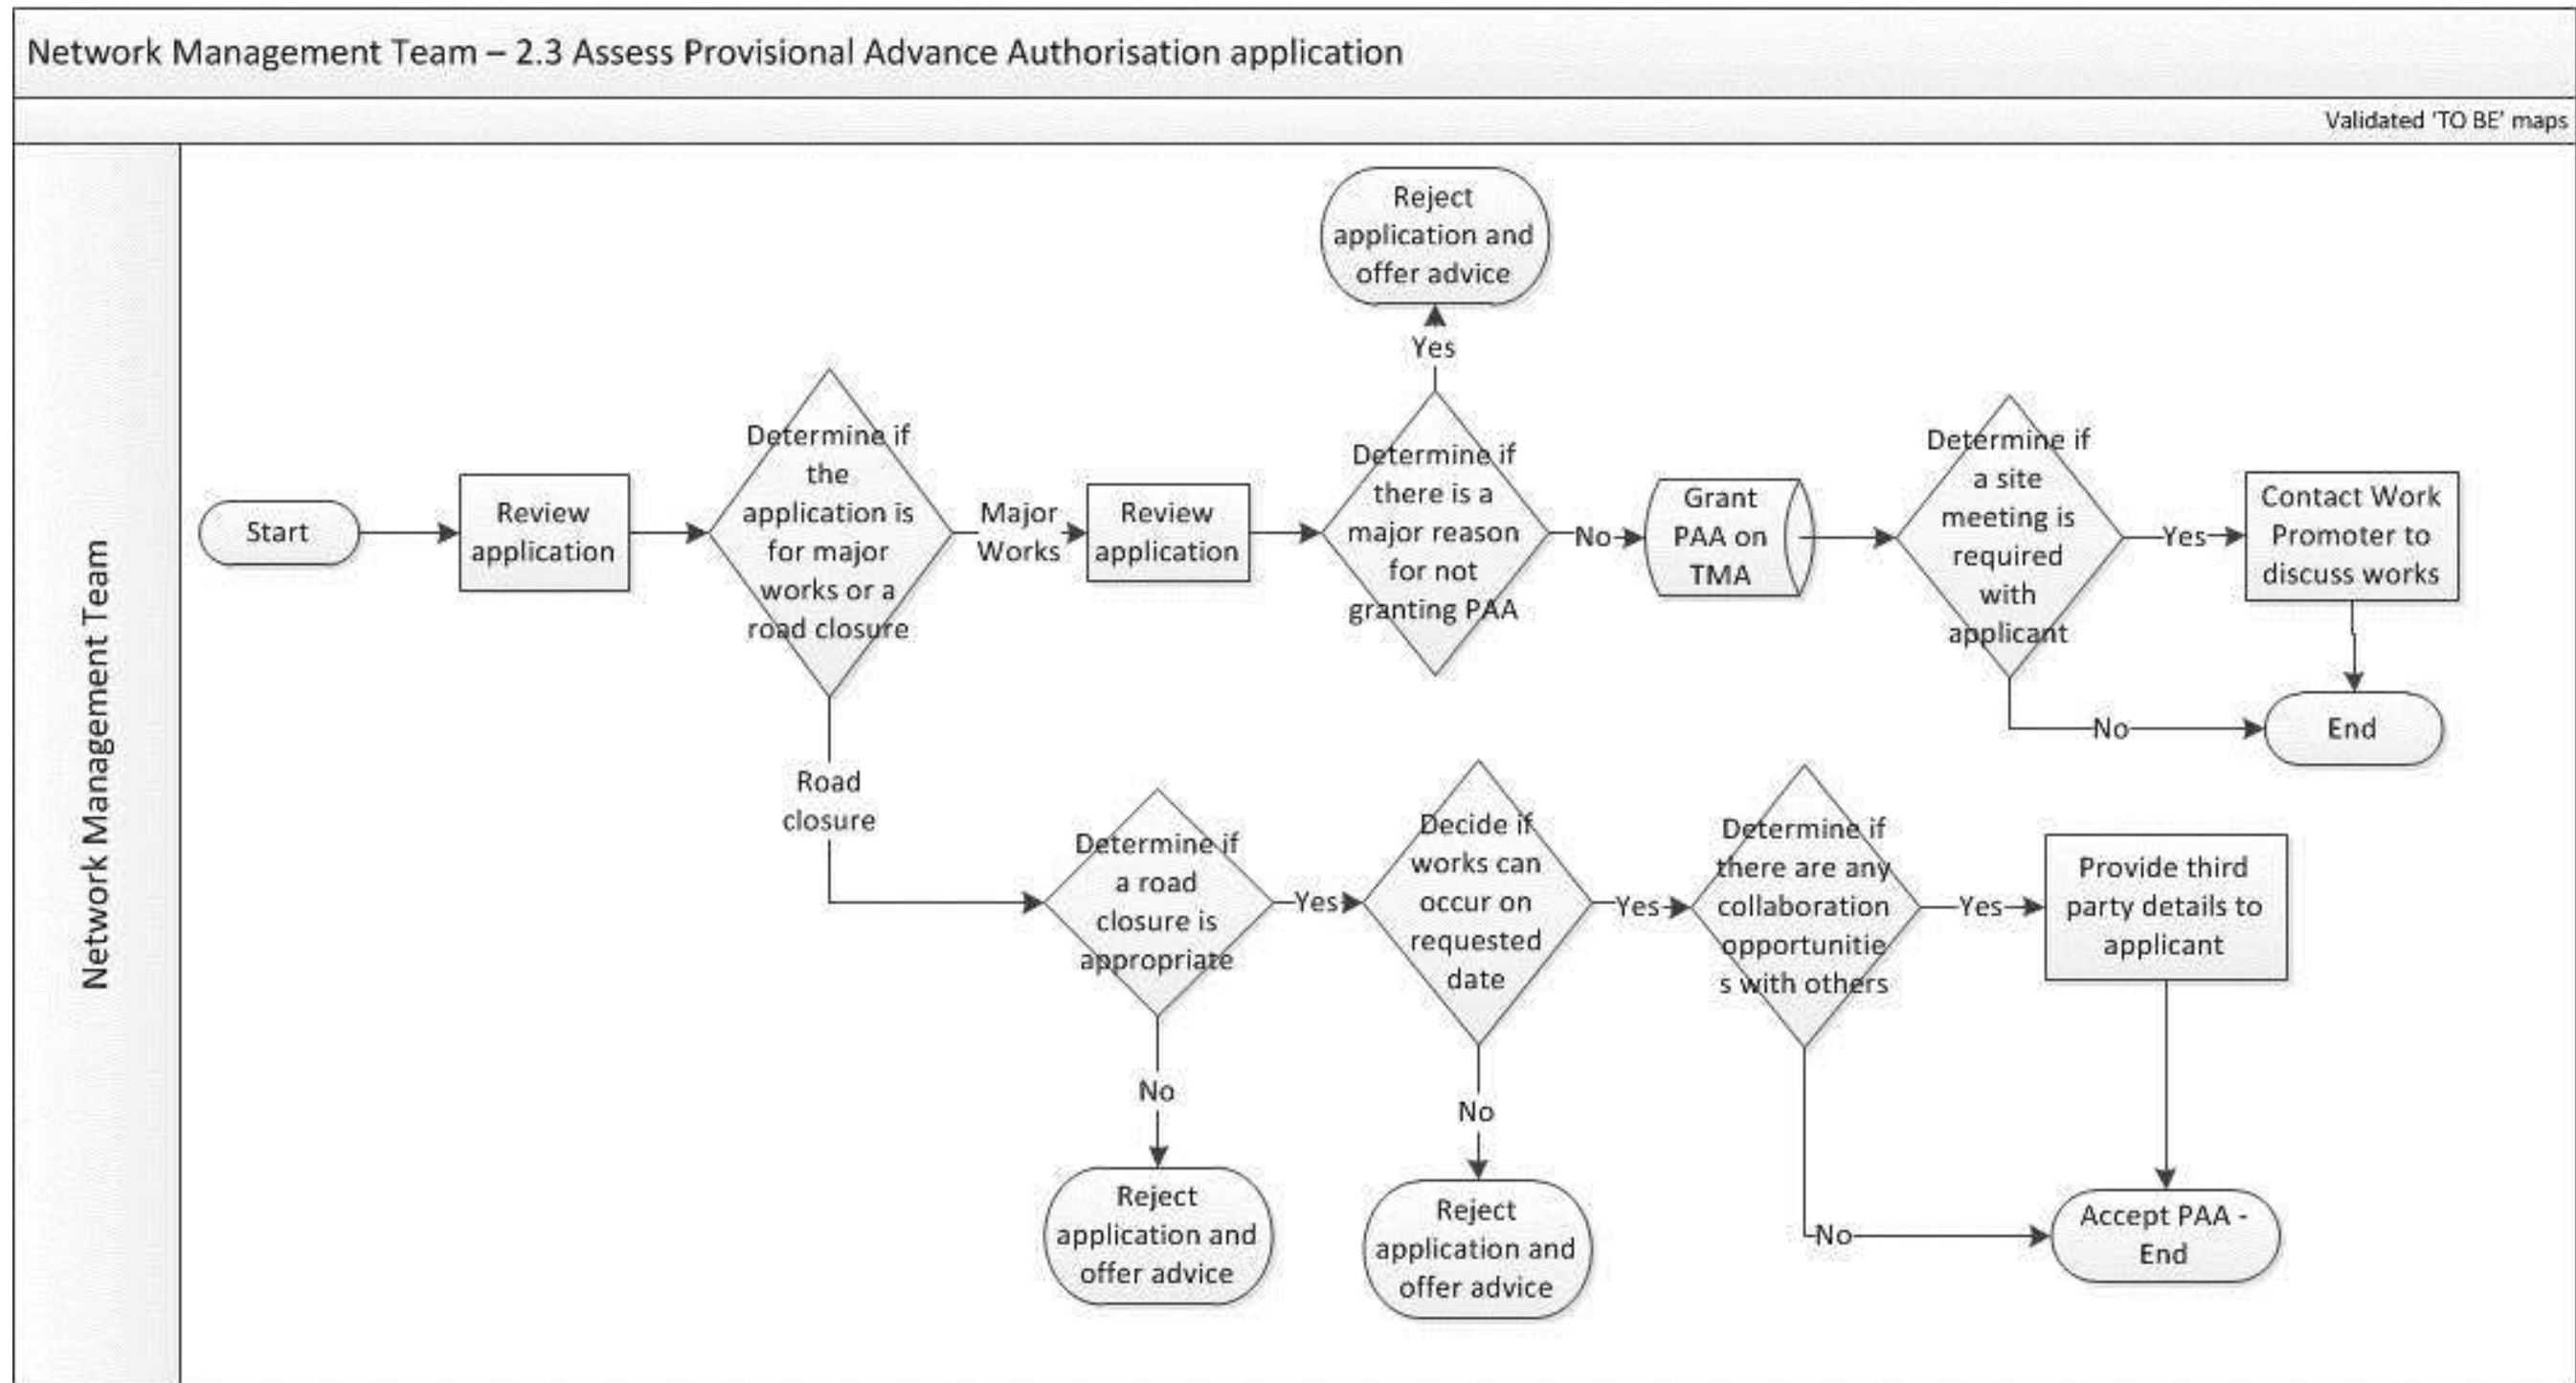 Network Management Team – 2.3 Assess Provisional Advance Authorisation application
Validated 'TO BE' maps
Network Management Team
Start
Review
application
Determine if
the
application is
for major
works or a
road closure
Major
Works
Review
application
Determine if
there is a
major reason
for not
granting PAA
Yes
Reject
application and
offer advice
No
Grant
PAA on
TMA
Determine if
a site
meeting is
required
with
applicant
Yes
Contact Work
Promoter to
discuss works
No
End
Road
closure
Determine if
a road
closure is
appropriate
Yes
No
Reject
application and
offer advice
Decide if
works can
occur on
requested
date
Yes
No
Reject
application and
offer advice
Determine if
there are any
collaboration
opportunitie
s with others
Yes
Provide third
party details to
applicant
No
Accept PAA -
End